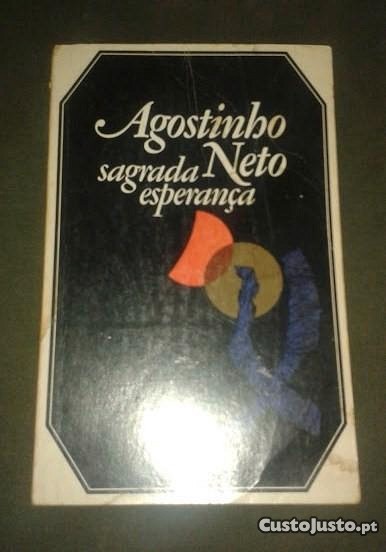 Agostinho
sagrada Neto
esperança
CustoJusto.pt